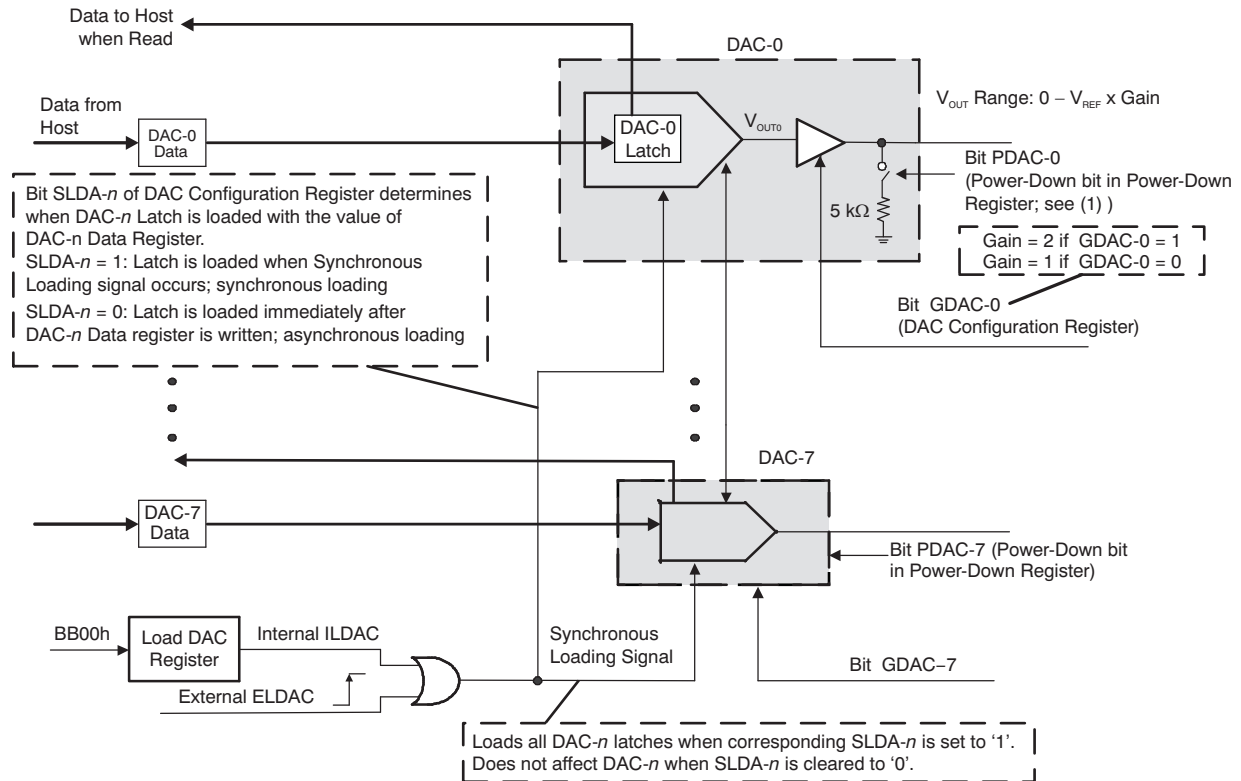 Data to Host
when Read
DAC-0
Data from
Host
DAC-0
Data
DAC-0
Latch
VOUT0
VOUT Range: 0 – VREF x Gain
Bit PDAC-0
(Power-Down bit in Power-Down
Register; see (1) )
5 kΩ
Gain = 2 if GDAC-0 = 1
Gain = 1 if GDAC-0 = 0
Bit GDAC-0
(DAC Configuration Register)
Bit SLDA-n of DAC Configuration Register determines
when DAC-n Latch is loaded with the value of
DAC-n Data Register.
SLDA-n = 1: Latch is loaded when Synchronous
Loading signal occurs; synchronous loading
SLDA-n = 0: Latch is loaded immediately after
DAC-n Data register is written; asynchronous loading
DAC-7
DAC-7
Data
Bit PDAC-7 (Power-Down bit
in Power-Down Register)
BB00h
Load DAC
Register
Internal ILDAC
External ELDAC
Synchronous
Loading Signal
Bit GDAC–7
Loads all DAC-n latches when corresponding SLDA-n is set to ‘1’.
Does not affect DAC-n when SLDA-n is cleared to ‘0’.